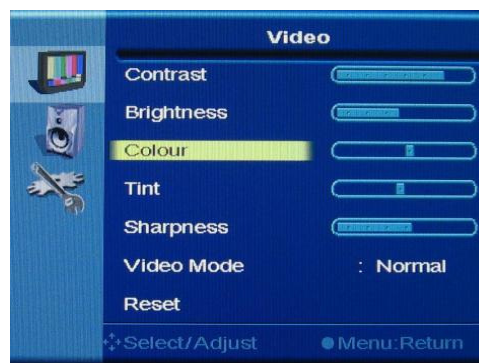 Video
Contrast
Brightness
Colour
Tint
Sharpness
Video Mode : Normal
Reset
Select/Adjust Menu:Return